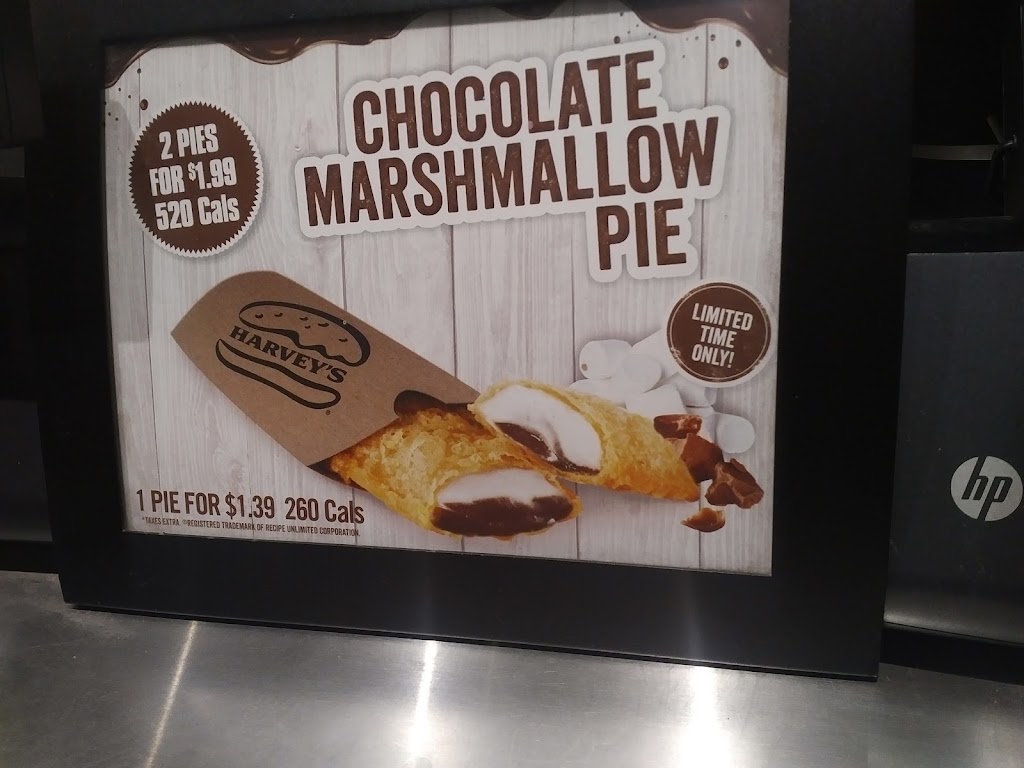 2 PIES
FOR $1.99
520 Cals
CHOCOLATE
MARSHMALLOW
PIE
LIMITED
TIME
ONLY!
HARVEY'S
1 PIE FOR $1.39 260 Cals
*TAXES EXTRA. ®REGISTERED TRADEMARK OF RECIPE UNLIMITED CORPORATION.
hp